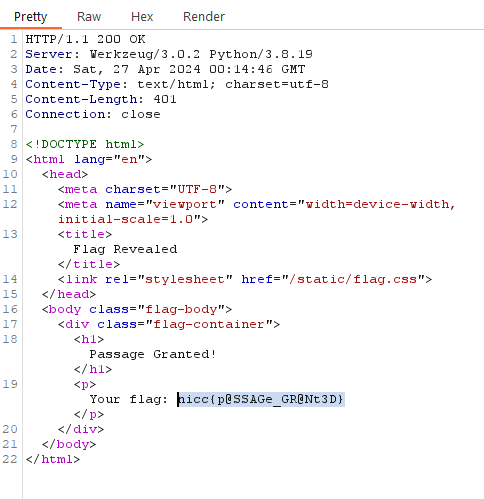 Pretty Raw Hex Render
1 HTTP/1.1 200 OK
2 Server: Werkzeug/3.0.2 Python/3.8.19
3 Date: Sat, 27 Apr 2024 00:14:46 GMT
4 Content-Type: text/html; charset=utf-8
5 Content-Length: 401
6 Connection: close
7
8 <!DOCTYPE html>
9 <html lang="en">
10 <head>
11 <meta charset="UTF-8">
12 <meta name="viewport" content="width=device-width,
initial-scale=1.0">
13 <title>
Flag Revealed
</title>
14 <link rel="stylesheet" href="/static/flag.css">
15 </head>
16 <body class="flag-body">
17 <div class="flag-container">
18 <h1>
Passage Granted!
</h1>
19 <p>
Your flag: nicc{p@SSAGe_GR@Nt3D}
</p>
20 </div>
21 </body>
22 </html>